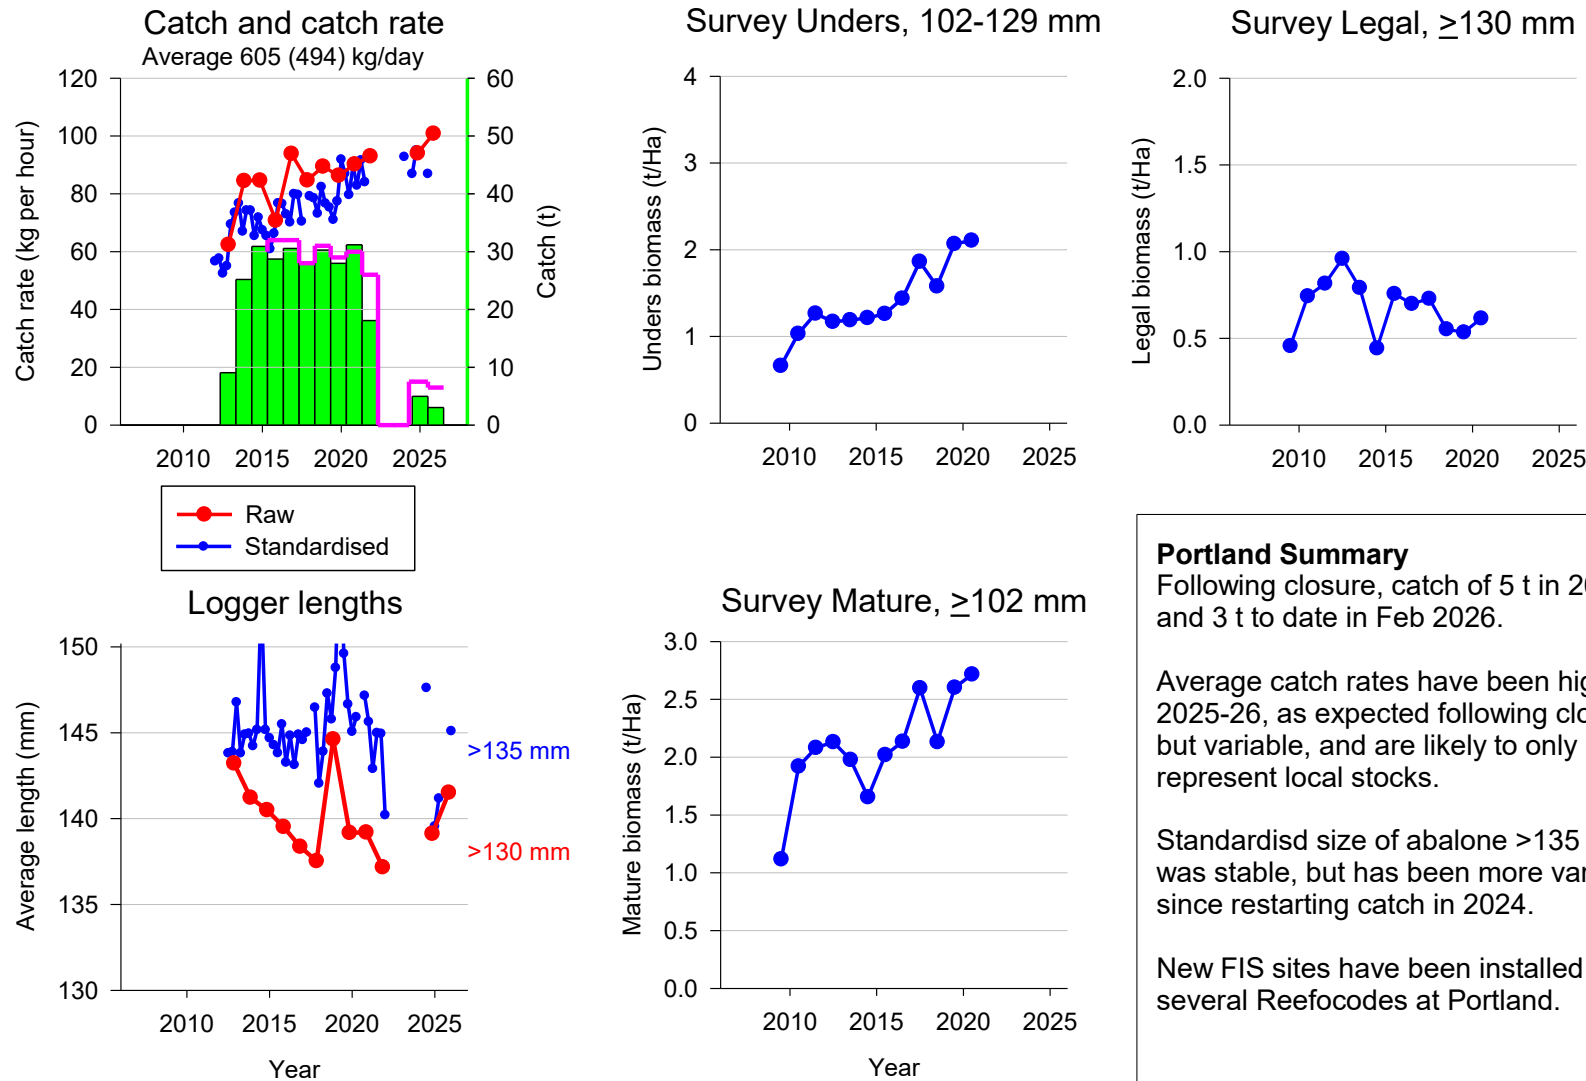 Catch and catch rate
Average 605 (494) kg/day
120
100
80
60
40
20
0
Catch rate (kg per hour)
60
50
40
30
20
10
0
Catch (t)
2010 2015 2020 2025
Raw
Standardised
Survey Unders, 102-129 mm
4
3
2
1
0
Unders biomass (t/Ha)
2010 2015 2020 2025
Survey Legal, >130 mm
2.0
1.5
1.0
0.5
0.0
Legal biomass (t/Ha)
2010 2015 2020 2025
Logger lengths
150
145
140
135
130
Average length (mm)
>135 mm
>130 mm
2010 2015 2020 2025
Year
Survey Mature, >102 mm
3.0
2.5
2.0
1.5
1.0
0.5
0.0
Mature biomass (t/Ha)
2010 2015 2020 2025
Year
Portland Summary
Following closure, catch of 5 t in
and 3 t to date in Feb 2026.
Average catch rates have been
2025-26, as expected following
but variable, and are likely to only
represent local stocks.
Standardisd size of abalone >135
was stable, but has been more
since restarting catch in 2024.
New FIS sites have been installed
several Reefocodes at Portland.